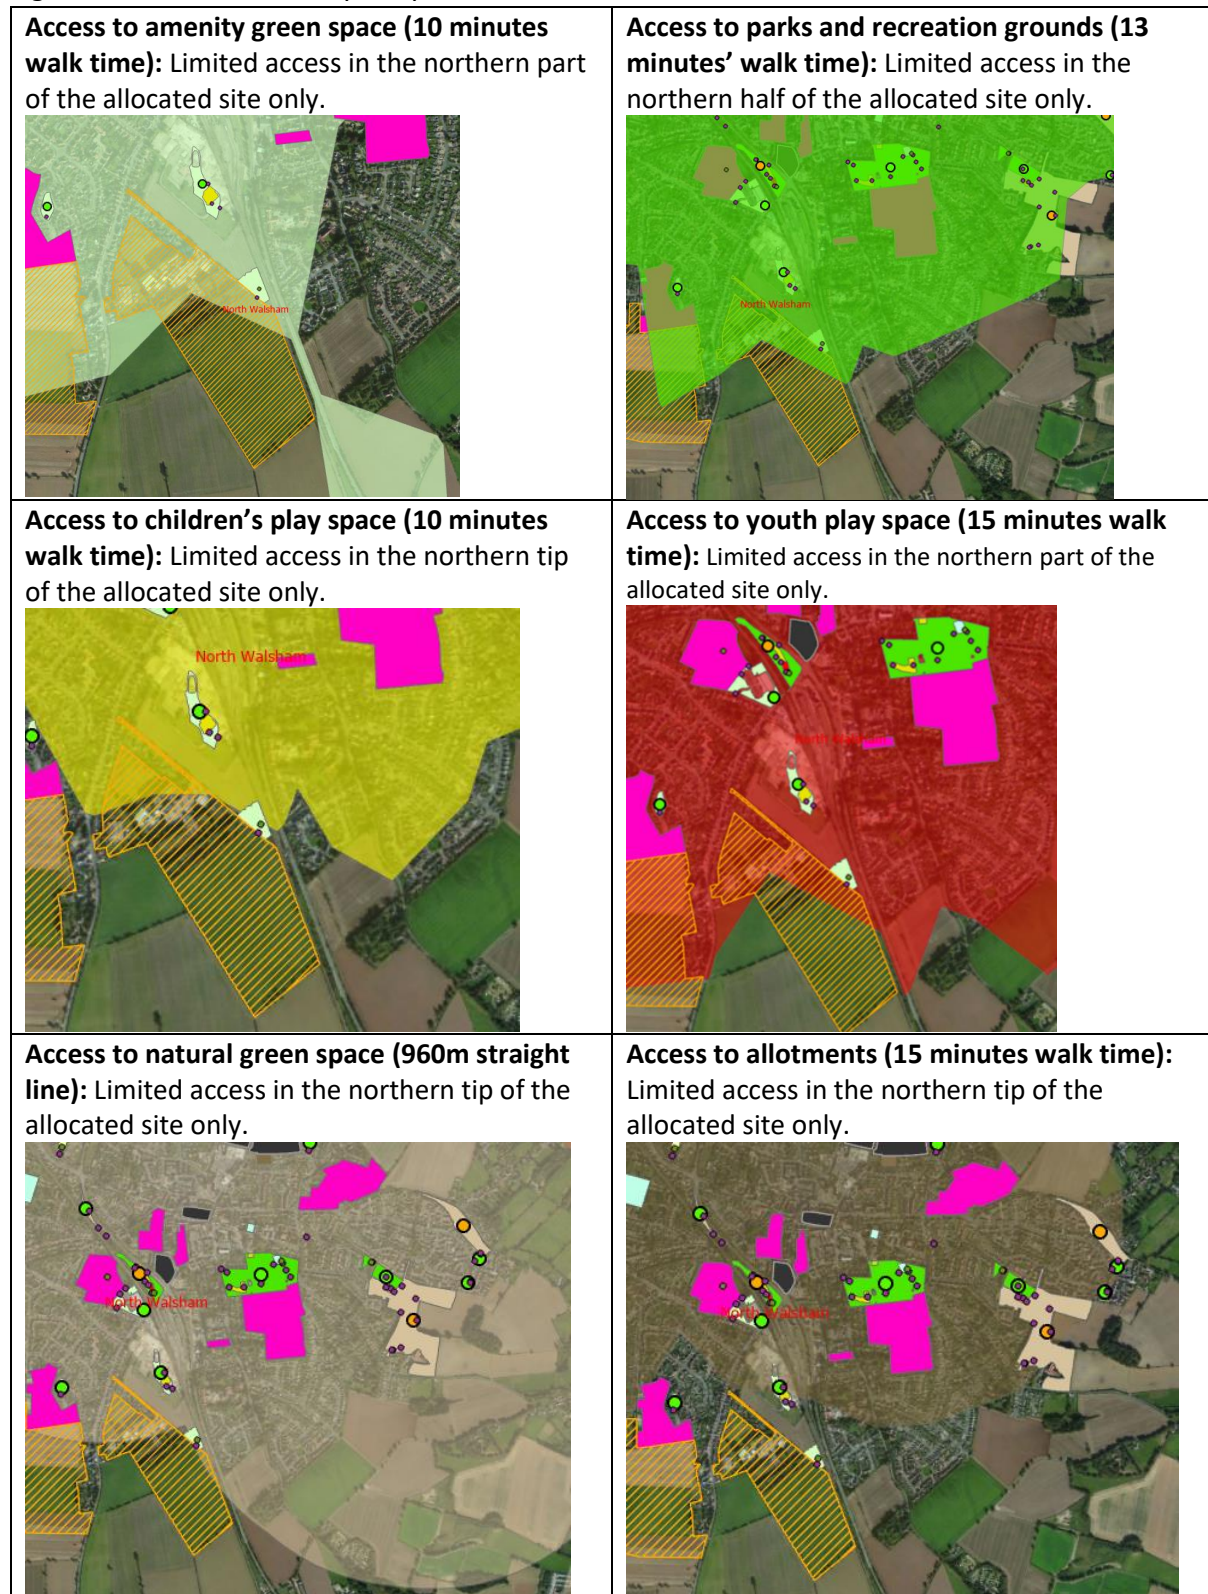 Access to amenity green space (10 minutes
walk time): Limited access in the northern part
of the allocated site only.
North Walsham
Access to parks and recreation grounds (13
minutes’ walk time): Limited access in the
northern half of the allocated site only.
North Walsham
Access to children’s play space (10 minutes
walk time): Limited access in the northern tip
of the allocated site only.
North Walsham
Access to youth play space (15 minutes walk
time): Limited access in the northern part of the
allocated site only.
North Walsham
Access to natural green space (960m straight
line): Limited access in the northern tip of the
allocated site only.
North Walsham
Access to allotments (15 minutes walk time):
Limited access in the northern tip of the
allocated site only.
North Walsham